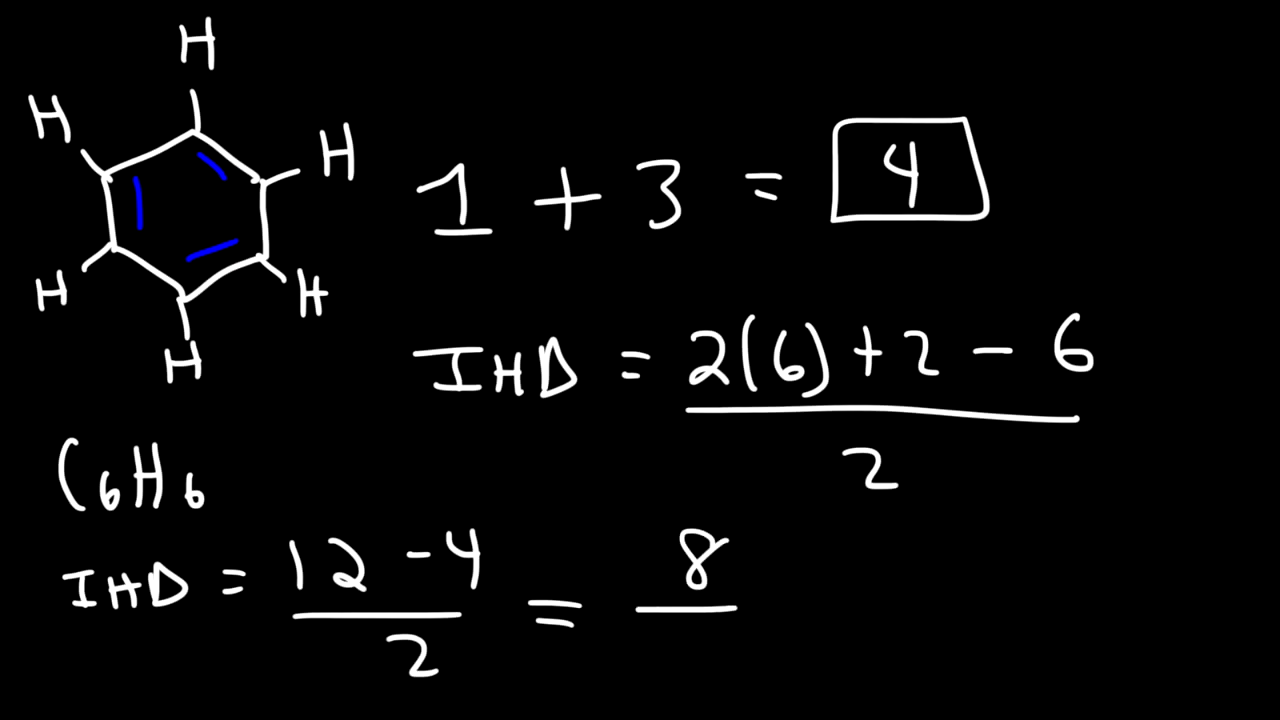 H
H
H
H
H
H
1 + 3 = 4
IHD = 2(6) + 2 - 6
2
C6H6
IHD = 12 - 4 = 8
2